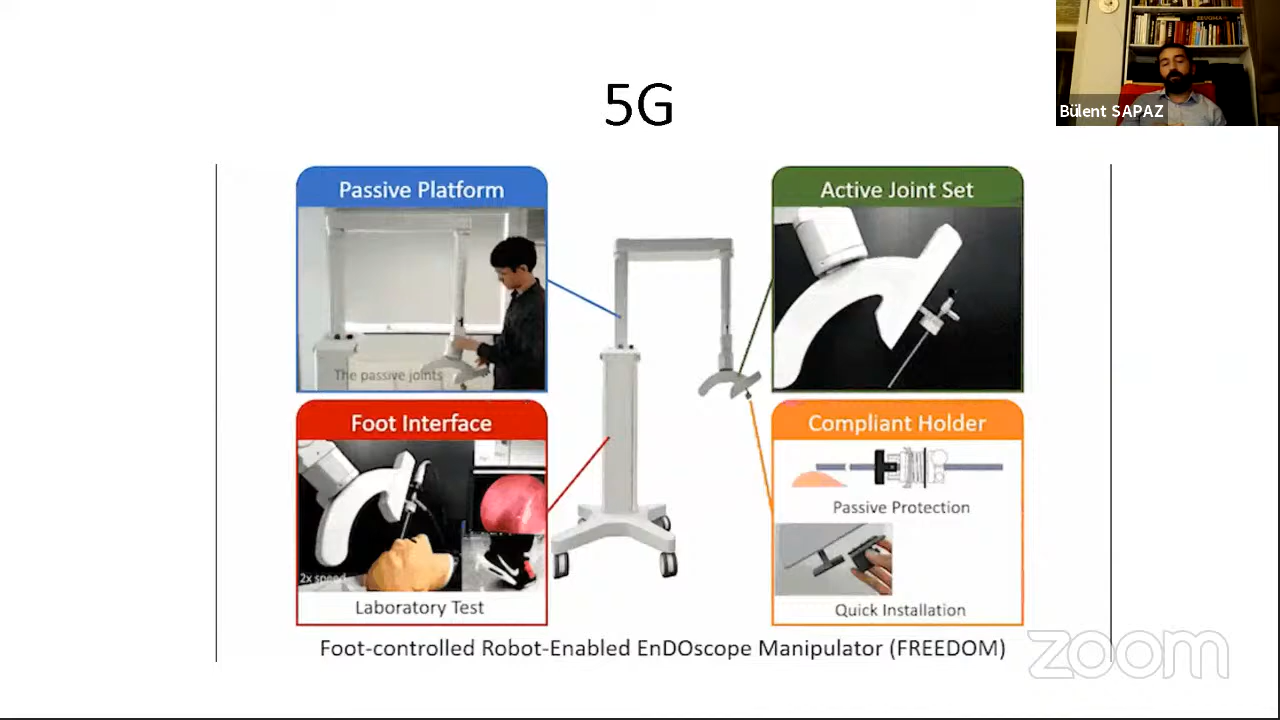 5G
Bülent SAPAZ
Passive Platform
The passive joints
Active Joint Set
Foot Interface
2x speed
Laboratory Test
Compliant Holder
Passive Protection
Quick Installation
Foot-controlled Robot-Enabled EnDOscope Manipulator (FREEDOM)
zoom